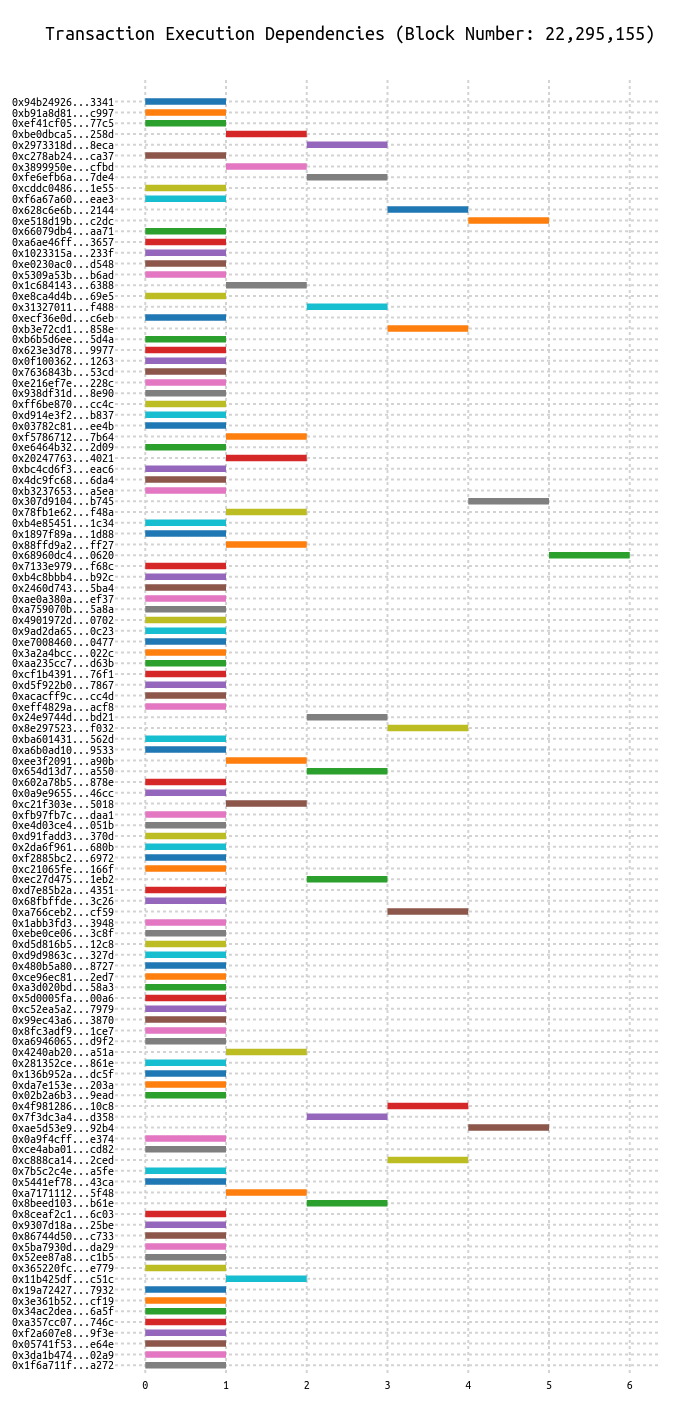 Transaction Execution Dependencies (Block Number: 22,295,155)
0x94b24926...3341
0xb91a8d81...c997
0xef41cf05...77c5
0xbe0dbca5...258d
0x2973318d...8eca
0xc278ab24...ca37
0x3899950e...cfbd
0xfe6efb6a...7de4
0xcddc0486...1e55
0xf6a67a60...eae3
0x628c6e6b...2144
0xe518d19b...c2dc
0x66079db4...aa71
0xa6ae46ff...3657
0x1023315a...233f
0xe0230ac0...d548
0x5309a53b...b6ad
0x1c684143...6388
0xe8ca4d4b...69e5
0x31327011...f488
0xecf36e0d...c6eb
0xb3e72cd1...858e
0xb6b5d6ee...5d4a
0x623e3d78...9977
0x0f100362...1263
0x7636843b...53cd
0xe216ef7e...228c
0x938df31d...8e90
0xff6be870...cc4c
0xd914e3f2...b837
0x03782c81...ee4b
0xf5786712...7b64
0xe6464b32...2d09
0x20247763...4021
0xbc4cd6f3...eac6
0x4dc9fc68...6da4
0xb3237653...a5ea
0x307d9104...b745
0x78fb1e62...f48a
0xb4e85451...1c34
0x1897f89a...1d88
0x88ffd9a2...ff27
0x68960dc4...0620
0x7133e979...f68c
0xb4c8bbb4...b92c
0x2460d743...5ba4
0xae0a380a...ef37
0xa759070b...5a8a
0x4901972d...0702
0x9ad2da65...0c23
0xe7008460...0477
0x3a2a4bcc...022c
0xaa235cc7...d63b
0xcf1b4391...76f1
0xd5f922b0...7867
0xacacff9c...cc4d
0xeff4829a...acf8
0x24e9744d...bd21
0x8e297523...f032
0xba601431...562d
0xa6b0ad10...9533
0xee3f2091...a90b
0x654d13d7...a550
0x602a78b5...878e
0x0a9e9655...46cc
0xc21f303e...5018
0xfb97fb7c...daa1
0xe4d03ce4...051b
0xd91fadd3...370d
0x2da6f961...680b
0xf2885bc2...6972
0xc21065fe...166f
0xec27d475...1eb2
0xd7e85b2a...4351
0x68fbffde...3c26
0xa766ceb2...cf59
0x1abb3fd3...3948
0xebe0ce06...3c8f
0xd5d816b5...12c8
0xd9d9863c...327d
0x480b5a80...8727
0xce96ec81...2ed7
0xa3d020bd...58a3
0x5d0005fa...00a6
0xc52ea5a2...7979
0x99ec43a6...3870
0x8fc3adf9...1ce7
0xa6946065...d9f2
0x4240ab20...a51a
0x281352ce...861e
0x136b952a...dc5f
0xda7e153e...203a
0x02b2a6b3...9ead
0x4f981286...10c8
0x7f3dc3a4...d358
0xae5d53e9...92b4
0x0a9f4cff...e374
0xce4aba01...cd82
0xc888ca14...2ced
0x7b5c2c4e...a5fe
0x5441ef78...43ca
0xa7171112...5f48
0x8beed103...b61e
0x8ceaf2c1...6c03
0x9307d18a...25be
0x86744d50...c733
0x5ba7930d...da29
0x52ee87a8...c1b5
0x365220fc...e779
0x11b425df...c51c
0x19a72427...7932
0x3e361b52...cf19
0x34ac2dea...6a5f
0xa357cc07...746c
0xf2a607e8...9f3e
0x05741f53...e64e
0x3da1b474...02a9
0x1f6a711f...a272
0 1 2 3 4 5 6